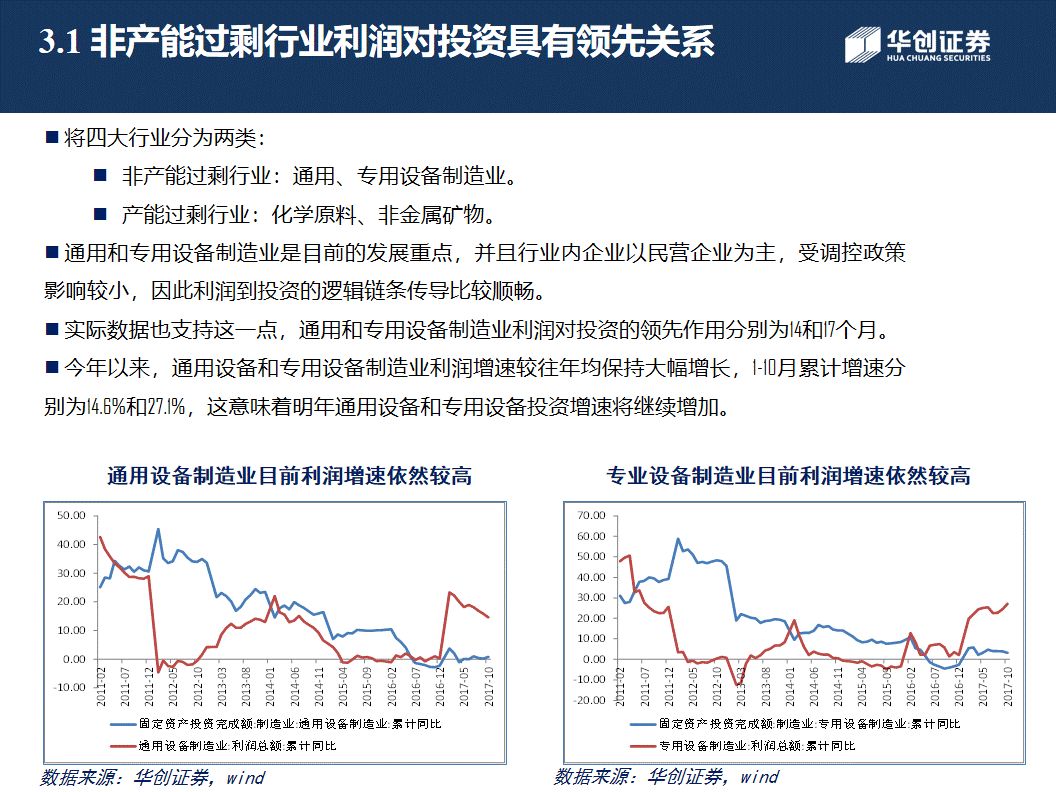 3.1 非产能过剩行业利润对投资具有领先关系
华创证券
HUA CHUANG SECURITIES
■ 将四大行业分为两类：
■ 非产能过剩行业：通用、专用设备制造业。
■ 产能过剩行业：化学原料、非金属矿物。
■ 通用和专用设备制造业是目前的发展重点，并且行业内企业以民营企业为主，受调控政策
影响较小，因此利润到投资的逻辑链条传导比较顺畅。
■ 实际数据也支持这一点，通用和专用设备制造业利润对投资的领先作用分别为14和17个月。
■ 今年以来，通用设备和专用设备制造业利润增速较往年均保持大幅增长，1-10月累计增速分
别为14.6%和27.1%，这意味着明年通用设备和专用设备投资增速将继续增加。
通用设备制造业目前利润增速依然较高
50.00
40.00
30.00
20.00
10.00
0.00
-10.00
2011-02
2011-07
2011-12
2012-05
2012-10
2013-03
2013-08
2014-01
2014-06
2014-11
2015-04
2015-09
2016-02
2016-07
2016-12
2017-05
2017-10
固定资产投资完成额:制造业:通用设备制造业:累计同比
通用设备制造业:利润总额:累计同比
数据来源：华创证券，wind
专业设备制造业目前利润增速依然较高
70.00
60.00
50.00
40.00
30.00
20.00
10.00
0.00
-10.00
-20.00
2011-02
2011-07
2011-12
2012-05
2012-10
2013-03
2013-08
2014-01
2014-06
2014-11
2015-04
2015-09
2016-02
2016-07
2016-12
2017-05
2017-10
固定资产投资完成额:制造业:专用设备制造业:累计同比
专用设备制造业:利润总额:累计同比
数据来源：华创证券，wind